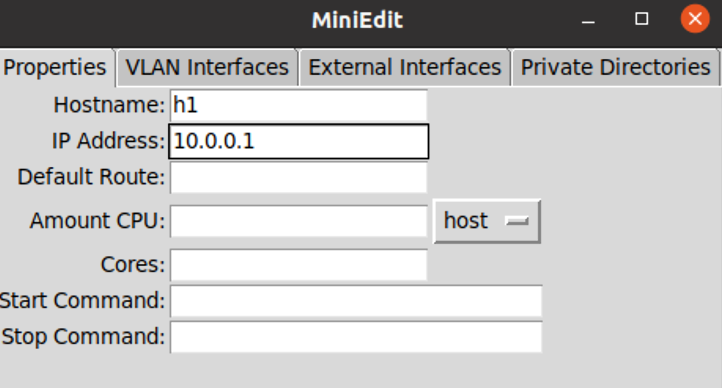 MiniEdit
Properties VLAN Interfaces External Interfaces Private Directories
Hostname: h1
IP Address: 10.0.0.1
Default Route:
Amount CPU: host
Cores:
Start Command:
Stop Command: